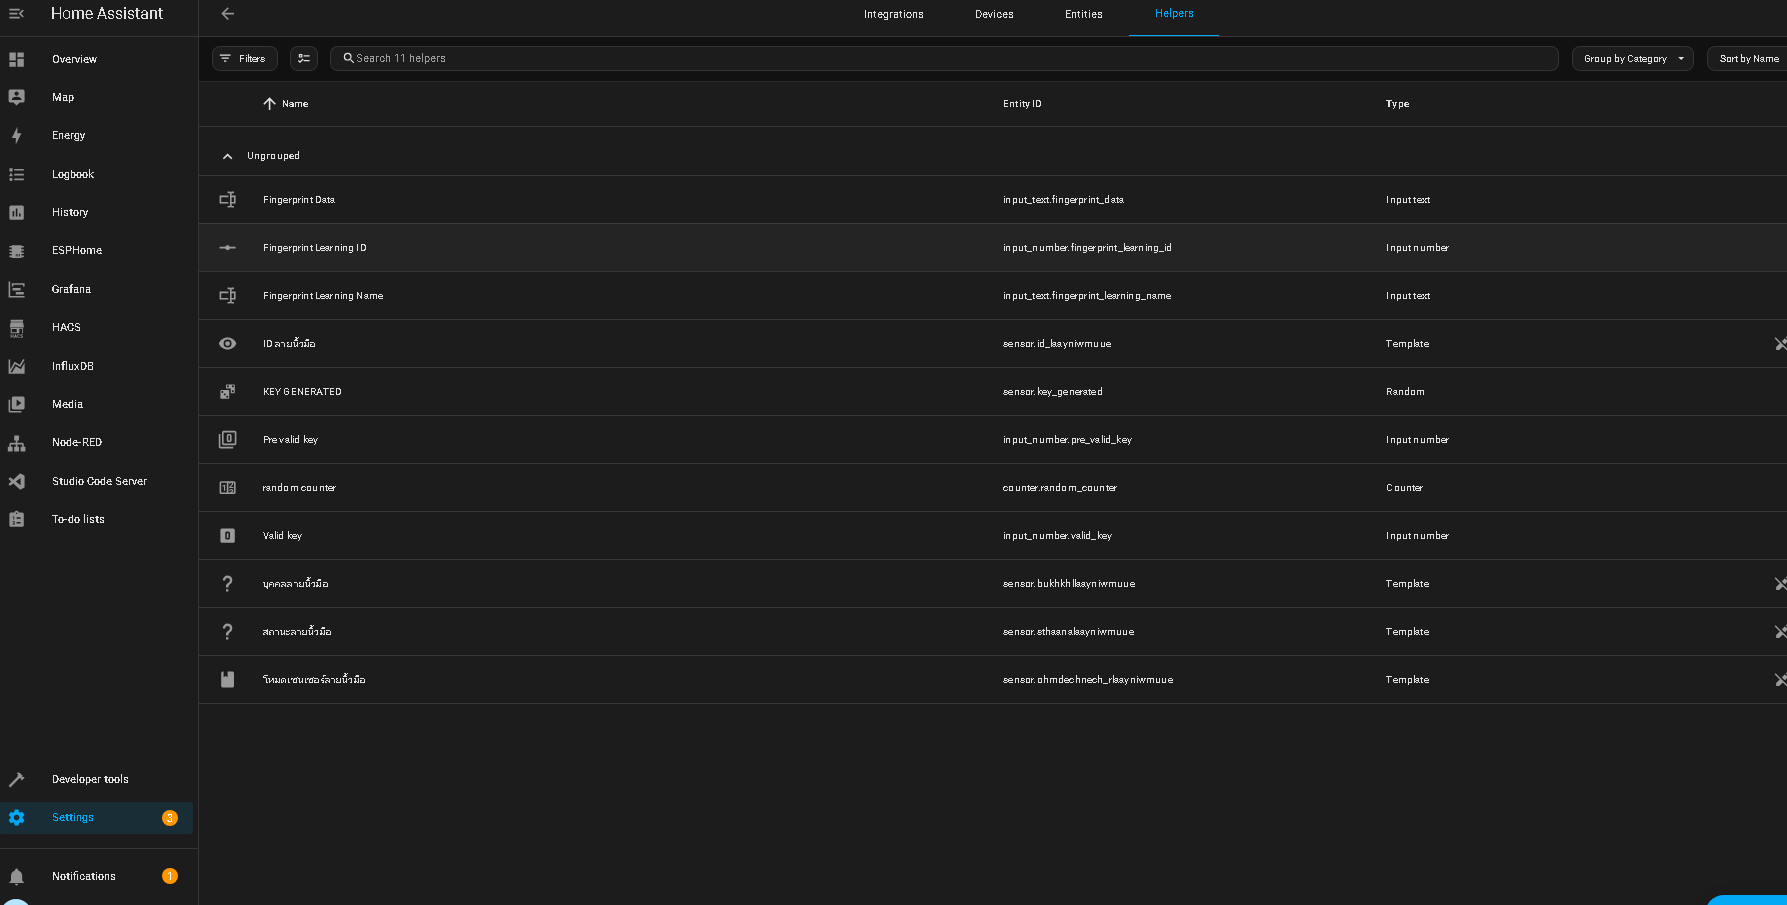 Home Assistant
Integrations Devices Entities Helpers
Overview
Map
Energy
Logbook
History
ESPHome
Grafana
HACS
InfluxDB
Media
Node-RED
Studio Code Server
To-do lists
Developer tools
Settings 3
Notifications 1
Filters Search 11 helpers Group by Category Sort by Name
Name Entity ID Type
Ungrouped
Fingerprint Data input_text.fingerprint_data Input text
Fingerprint Learning ID input_number.fingerprint_learning_id Input number
Fingerprint Learning Name input_text.fingerprint_learning_name Input text
ID ลายนิ้วมือ sensor.id_laayniwmuue Template
KEY GENERATED sensor.key_generated Random
Pre valid key input_number.pre_valid_key Input number
random counter counter.random_counter Counter
Valid key input_number.valid_key Input number
บุคคลลายนิ้วมือ sensor.bukhkhllaayniwmuue Template
สถานะลายนิ้วมือ sensor.sthaanalaayniwmuue Template
โหมดเซนเซอร์ลายนิ้วมือ sensor.ohmdechnech_rlaayniwmuue Template